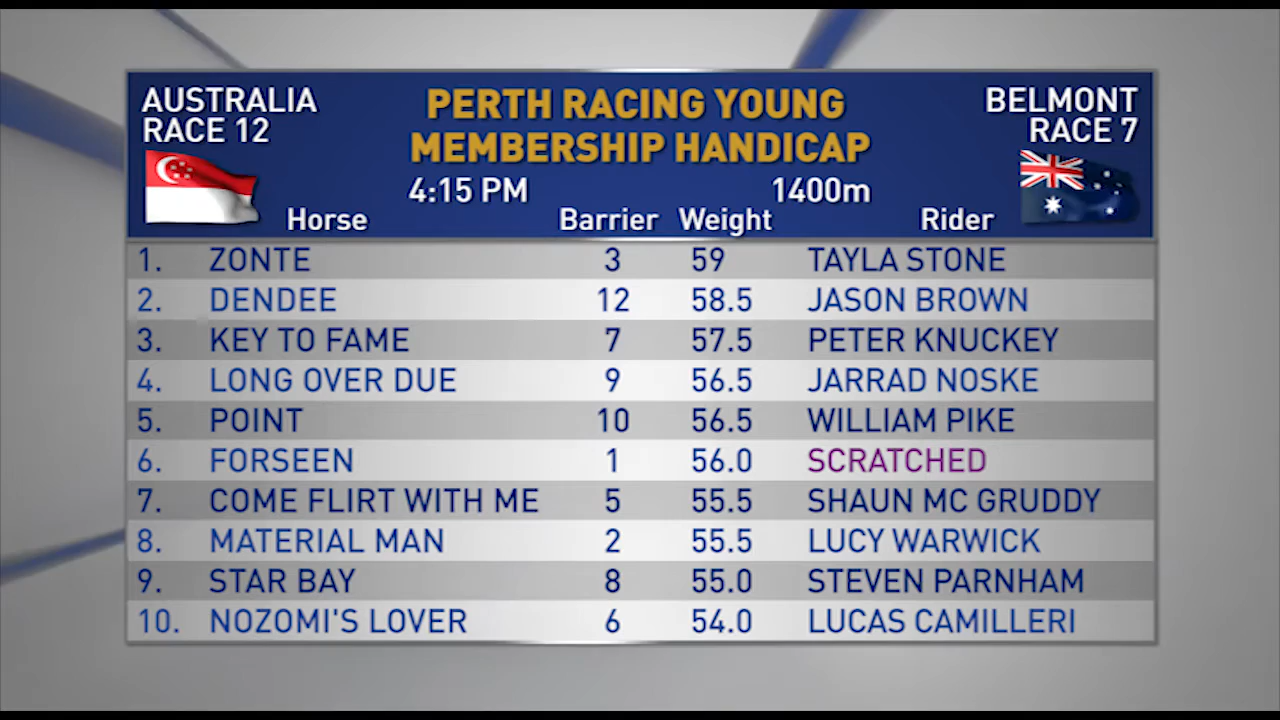 AUSTRALIA
RACE 12
PERTH RACING YOUNG
MEMBERSHIP HANDICAP
BELMONT
RACE 7
4:15 PM 1400m
Horse Barrier Weight Rider
1. ZONTE 3 59 TAYLA STONE
2. DENDEE 12 58.5 JASON BROWN
3. KEY TO FAME 7 57.5 PETER KNUCKEY
4. LONG OVER DUE 9 56.5 JARRAD NOSKE
5. POINT 10 56.5 WILLIAM PIKE
6. FORSEEN 1 56.0 SCRATCHED
7. COME FLIRT WITH ME 5 55.5 SHAUN MC GRUDDY
8. MATERIAL MAN 2 55.5 LUCY WARWICK
9. STAR BAY 8 55.0 STEVEN PARNHAM
10. NOZOMI'S LOVER 6 54.0 LUCAS CAMILLERI